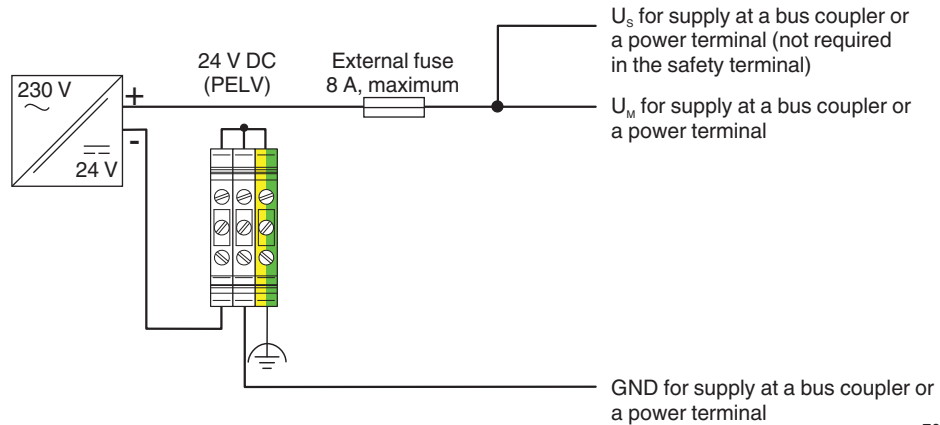 U_S for supply at a bus coupler or
a power terminal (not required
in the safety terminal)
24 V DC
(PELV)
External fuse
8 A, maximum
230 V
+
-
24 V
U_M for supply at a bus coupler or
a power terminal
GND for supply at a bus coupler or
a power terminal